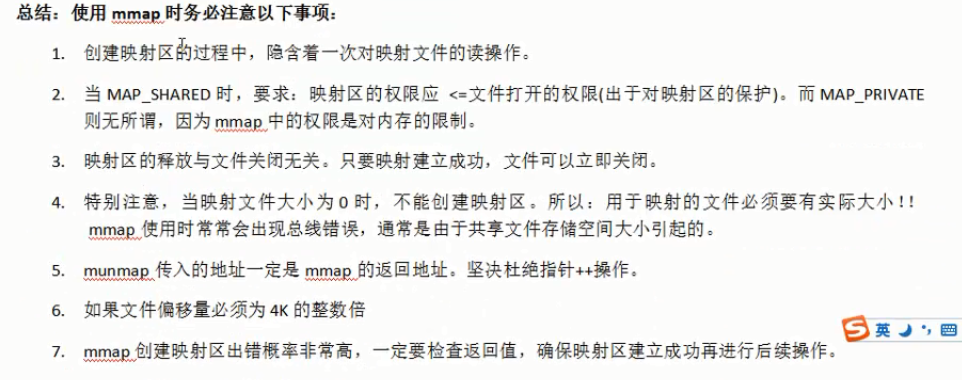 总结：使用 mmap 时务必注意以下事项：
1. 创建映射区的过程中，隐含着一次对映射文件的读操作。
2. 当 MAP_SHARED 时，要求：映射区的权限应 <=文件打开的权限(出于对映射区的保护)。而 MAP_PRIVATE
则无所谓，因为 mmap 中的权限是对内存的限制。
3. 映射区的释放与文件关闭无关。只要映射建立成功，文件可以立即关闭。
4. 特别注意，当映射文件大小为 0 时，不能创建映射区。所以：用于映射的文件必须要有实际大小！！
mmap 使用时常常会出现总线错误，通常是由于共享文件存储空间大小引起的。
5. munmap 传入的地址一定是 mmap 的返回地址。坚决杜绝指针++操作。
6. 如果文件偏移量必须为 4K 的整数倍
7. mmap 创建映射区出错概率非常高，一定要检查返回值，确保映射区建立成功再进行后续操作。
S 英